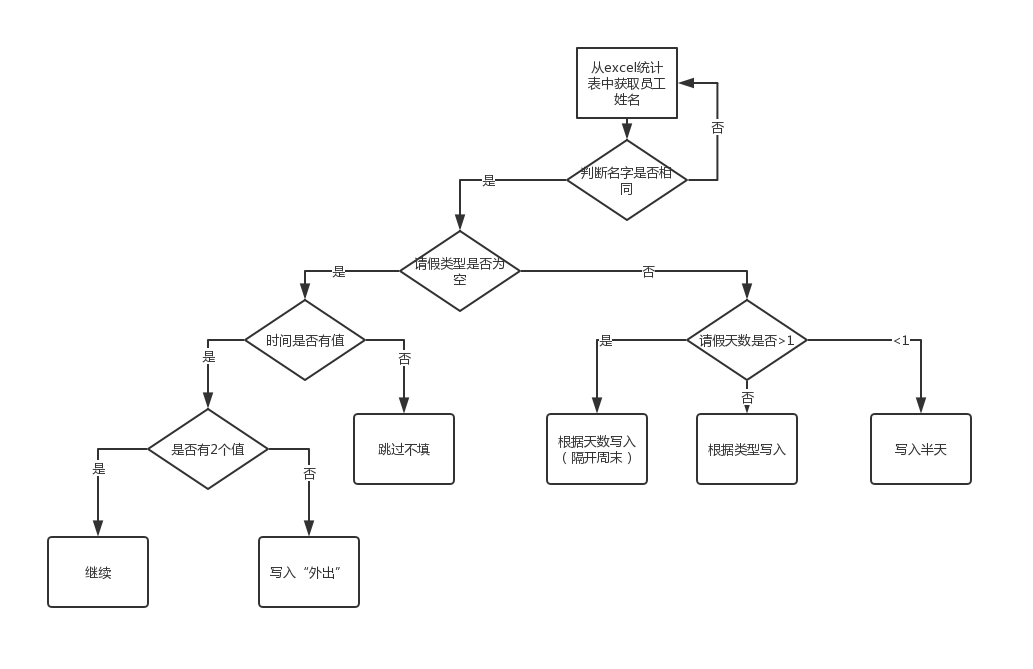 从excel统计
表中获取员工
姓名
否
判断名字是否相
同
是
请假类型是否为
空
是
否
时间是否有值
请假天数是否>1
是
否
是
否
<1
跳过不填
根据天数写入
（隔开周末）
根据类型写入
写入半天
是否有2个值
是
否
继续
写入“外出”